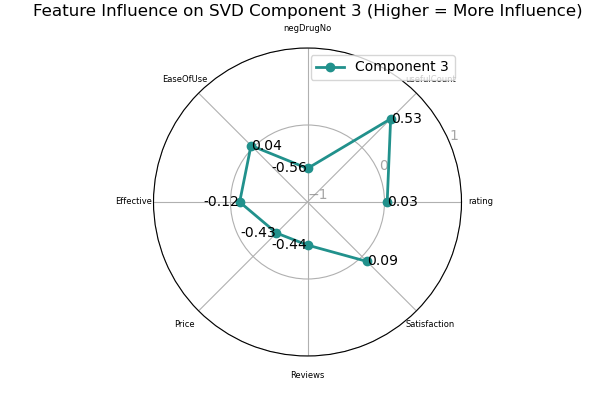 Feature Influence on SVD Component 3 (Higher = More Influence)
negDrugNo
Component 3
EaseOfUse
usefulCount
0.53
1
0.04
-0.56
0
−1
Effective
-0.12
0.03
rating
-0.43
-0.44
0.09
Price
Satisfaction
Reviews